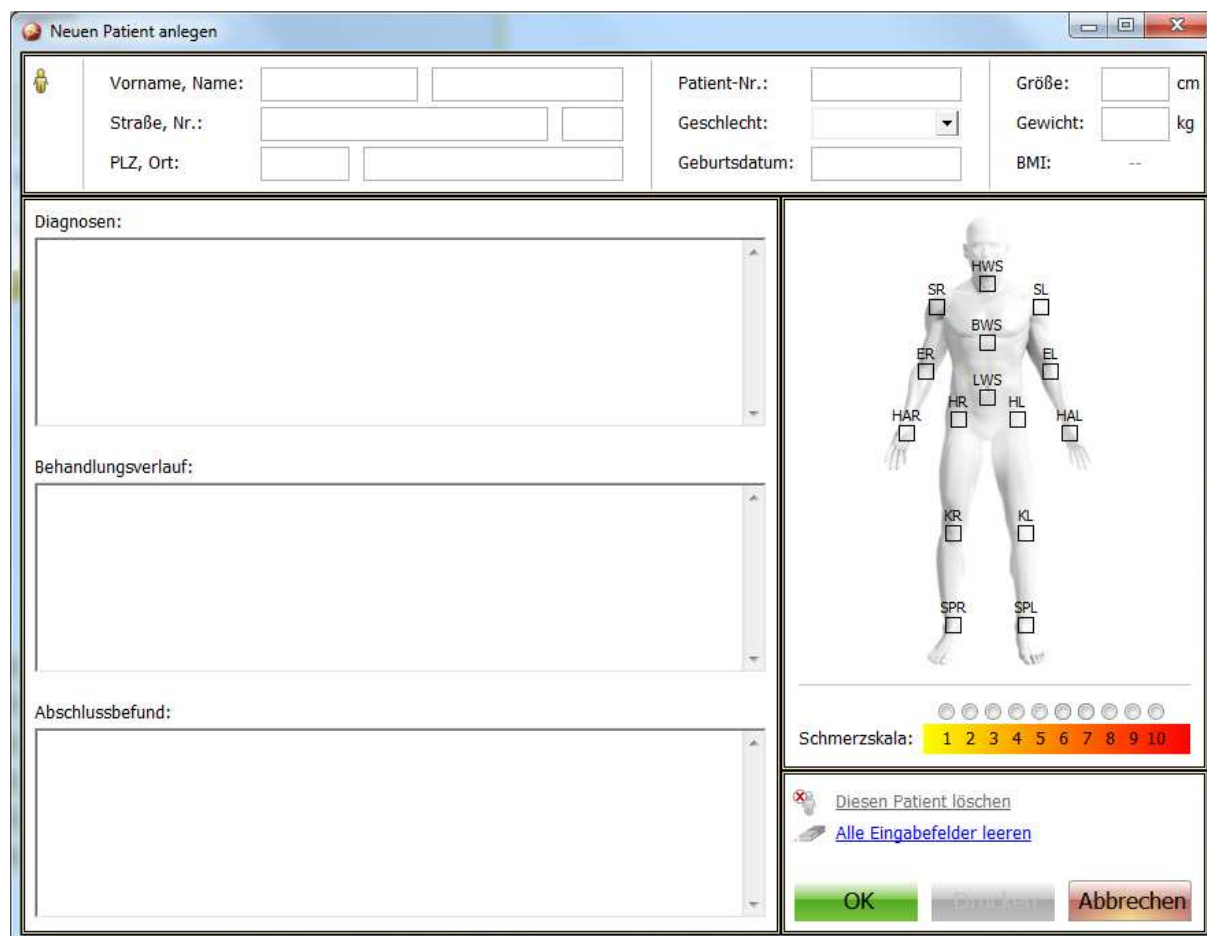 Neuen Patient anlegen
Vorname, Name:
Patient-Nr.:
Größe:
cm
Straße, Nr.:
Geschlecht:
Gewicht:
kg
PLZ, Ort:
Geburtsdatum:
BMI:
--
Diagnosen:
Behandlungsverlauf:
Abschlussbefund:
HWS
SR
SL
BWS
ER
EL
LWS
HR
HL
HAR
HAL
KR
KL
SPR
SPL
Schmerzskala: 1 2 3 4 5 6 7 8 9 10
Diesen Patient löschen
Alle Eingabefelder leeren
OK
Drucken
Abbrechen